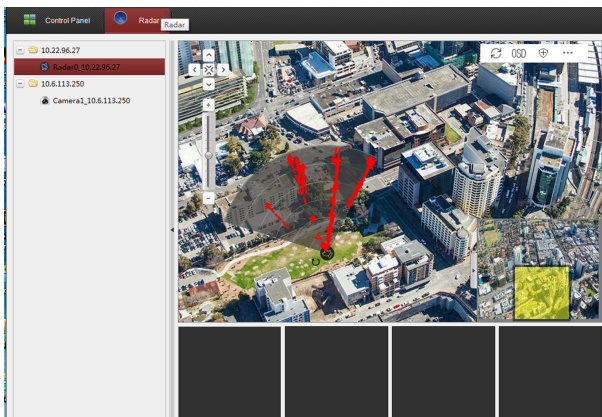 Control Panel
Radar
Radar
10.22.96.27
Radar0_10.22.96.27
10.6.113.250
Camera1_10.6.113.250
OSD